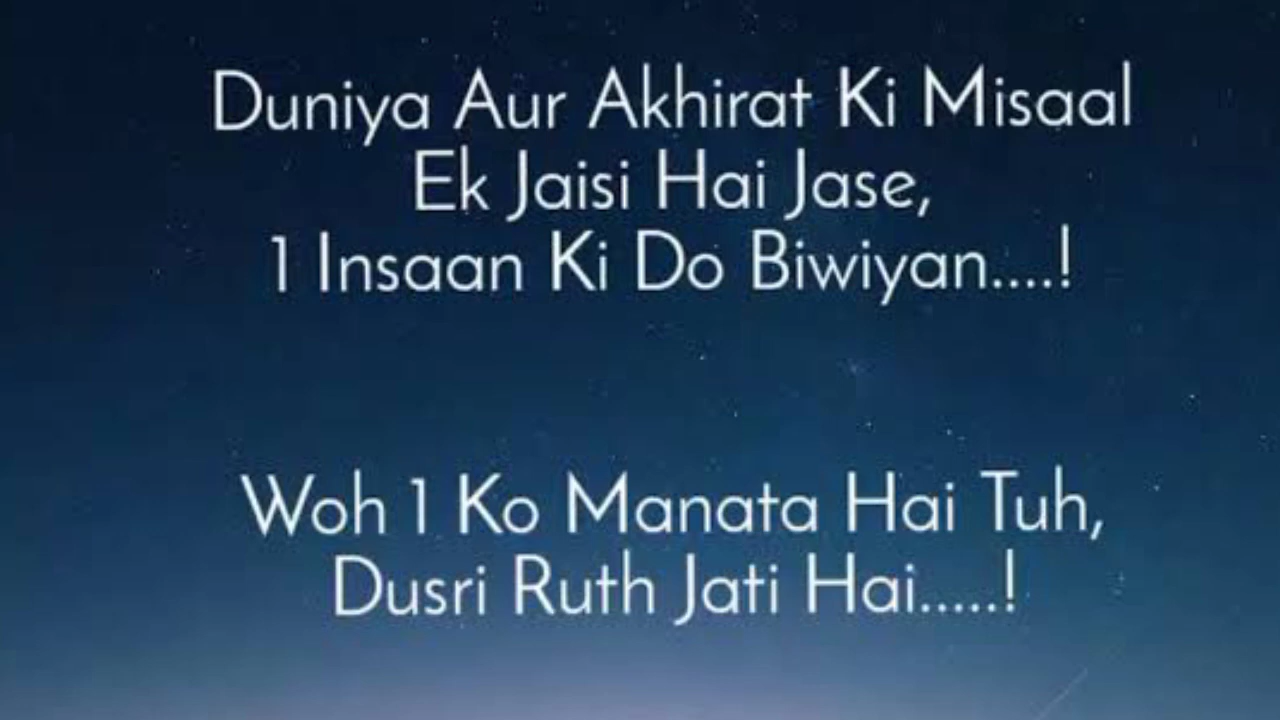 Duniya Aur Akhirat Ki Misaal
Ek Jaisi Hai Jase,
1 Insaan Ki Do Biwiyan....!
Woh 1 Ko Manata Hai Tuh,
Dusri Ruth Jati Hai.....!